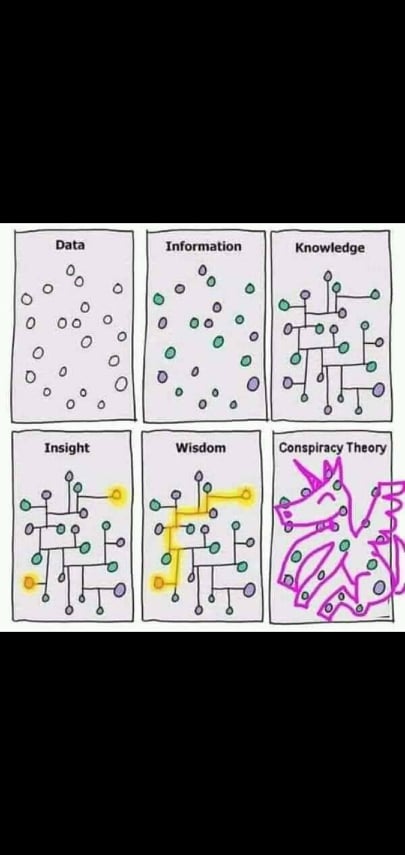 Data
Information
Knowledge
Insight
Wisdom
Conspiracy Theory